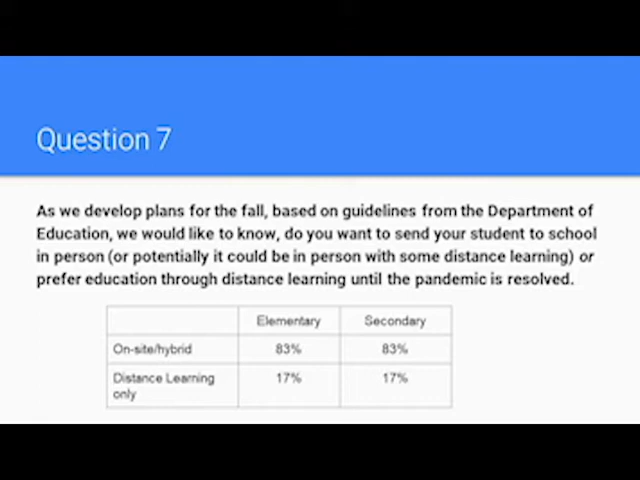 Question 7
As we develop plans for the fall, based on guidelines from the Department of
Education, we would like to know, do you want to send your student to school
in person (or potentially it could be in person with some distance learning) or
prefer education through distance learning until the pandemic is resolved.
Elementary Secondary
On-site/hybrid 83% 83%
Distance Learning 17% 17%
only